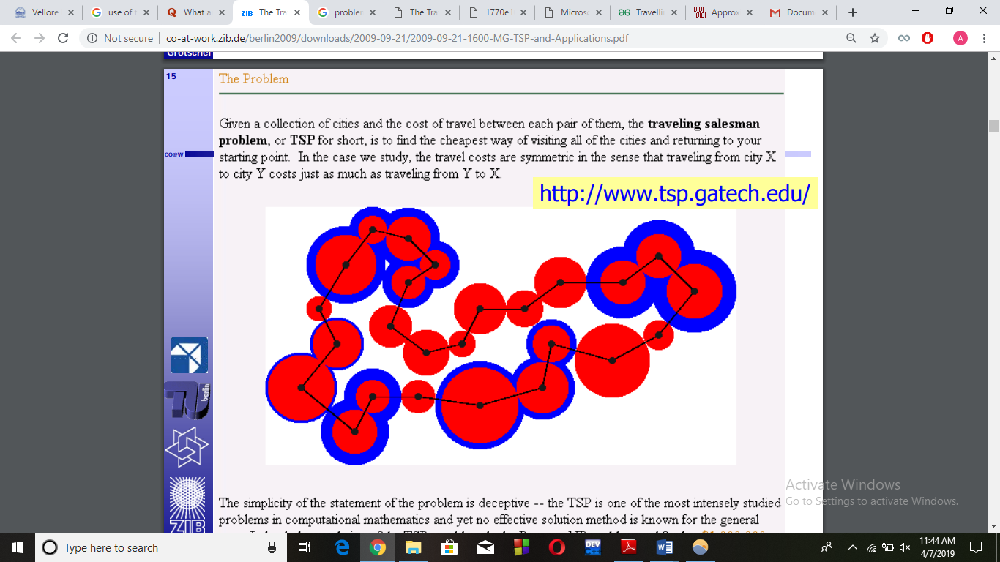 Vellore
use of t
What a
ZIB The Tra
probler
The Tra
1770e1
Microso
GG Travelli
Approx
Docum
Not secure
co-at-work.zib.de/berlin2009/downloads/2009-09-21/2009-09-21-1600-MG-TSP-and-Applications.pdf
A
Grötschel
15
The Problem
Given a collection of cities and the cost of travel between each pair of them, the traveling salesman
problem, or TSP for short, is to find the cheapest way of visiting all of the cities and returning to your
starting point. In the case we study, the travel costs are symmetric in the sense that traveling from city X
to city Y costs just as much as traveling from Y to X.
CO@W
http://www.tsp.gatech.edu/
berlin
ZIB
The simplicity of the statement of the problem is deceptive -- the TSP is one of the most intensely studied
problems in computational mathematics and yet no effective solution method is known for the general
Activate Windows
Go to Settings to activate Windows.
Type here to search
DEV
11:44 AM
4/7/2019